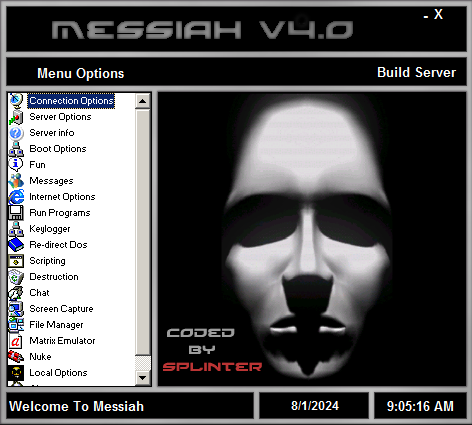 MESSIAH V4.0
- X
Menu Options
Build Server
Connection Options
Server Options
Server info
Boot Options
Fun
Messages
Internet Options
Run Programs
Keylogger
Re-direct Dos
Scripting
Destruction
Chat
Screen Capture
File Manager
Matrix Emulator
Nuke
Local Options
CODED
BY
SPLINTER
Welcome To Messiah
8/1/2024
9:05:16 AM